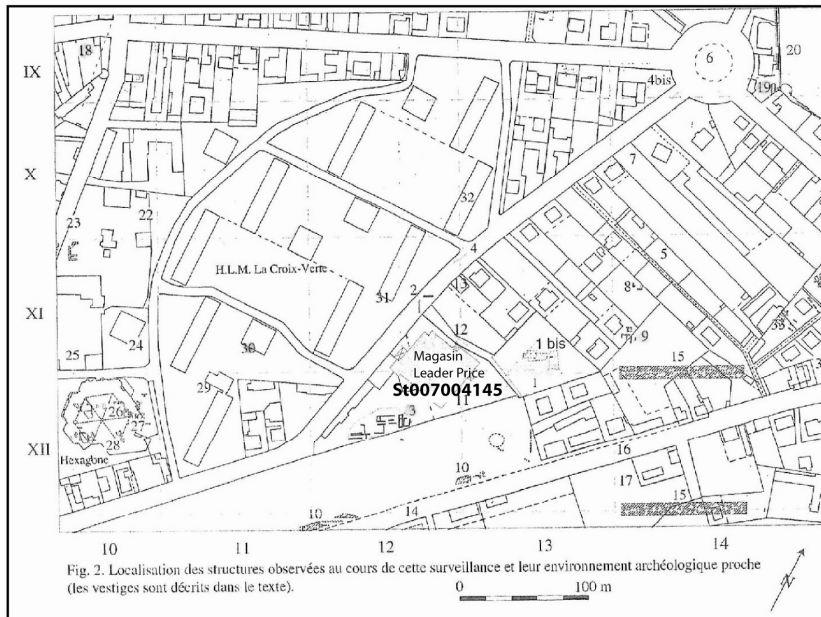 IX
18
6
20
4bis
19
X
7
32
23
22
4
5
H.L.M. La Croix-Verte
2
13
8
31
XI
12
33
24
30
1 bis
9
25
Magasin
Leader Price
15
St007004145
29
1
3
11
26
27
3
16
28
XII
Hexagone
10
17
10
14
15
10
11
12
13
14
Fig. 2. Localisation des structures observées au cours de cette surveillance et leur environnement archéologique proche
(les vestiges sont décrits dans le texte).
0
100 m
N